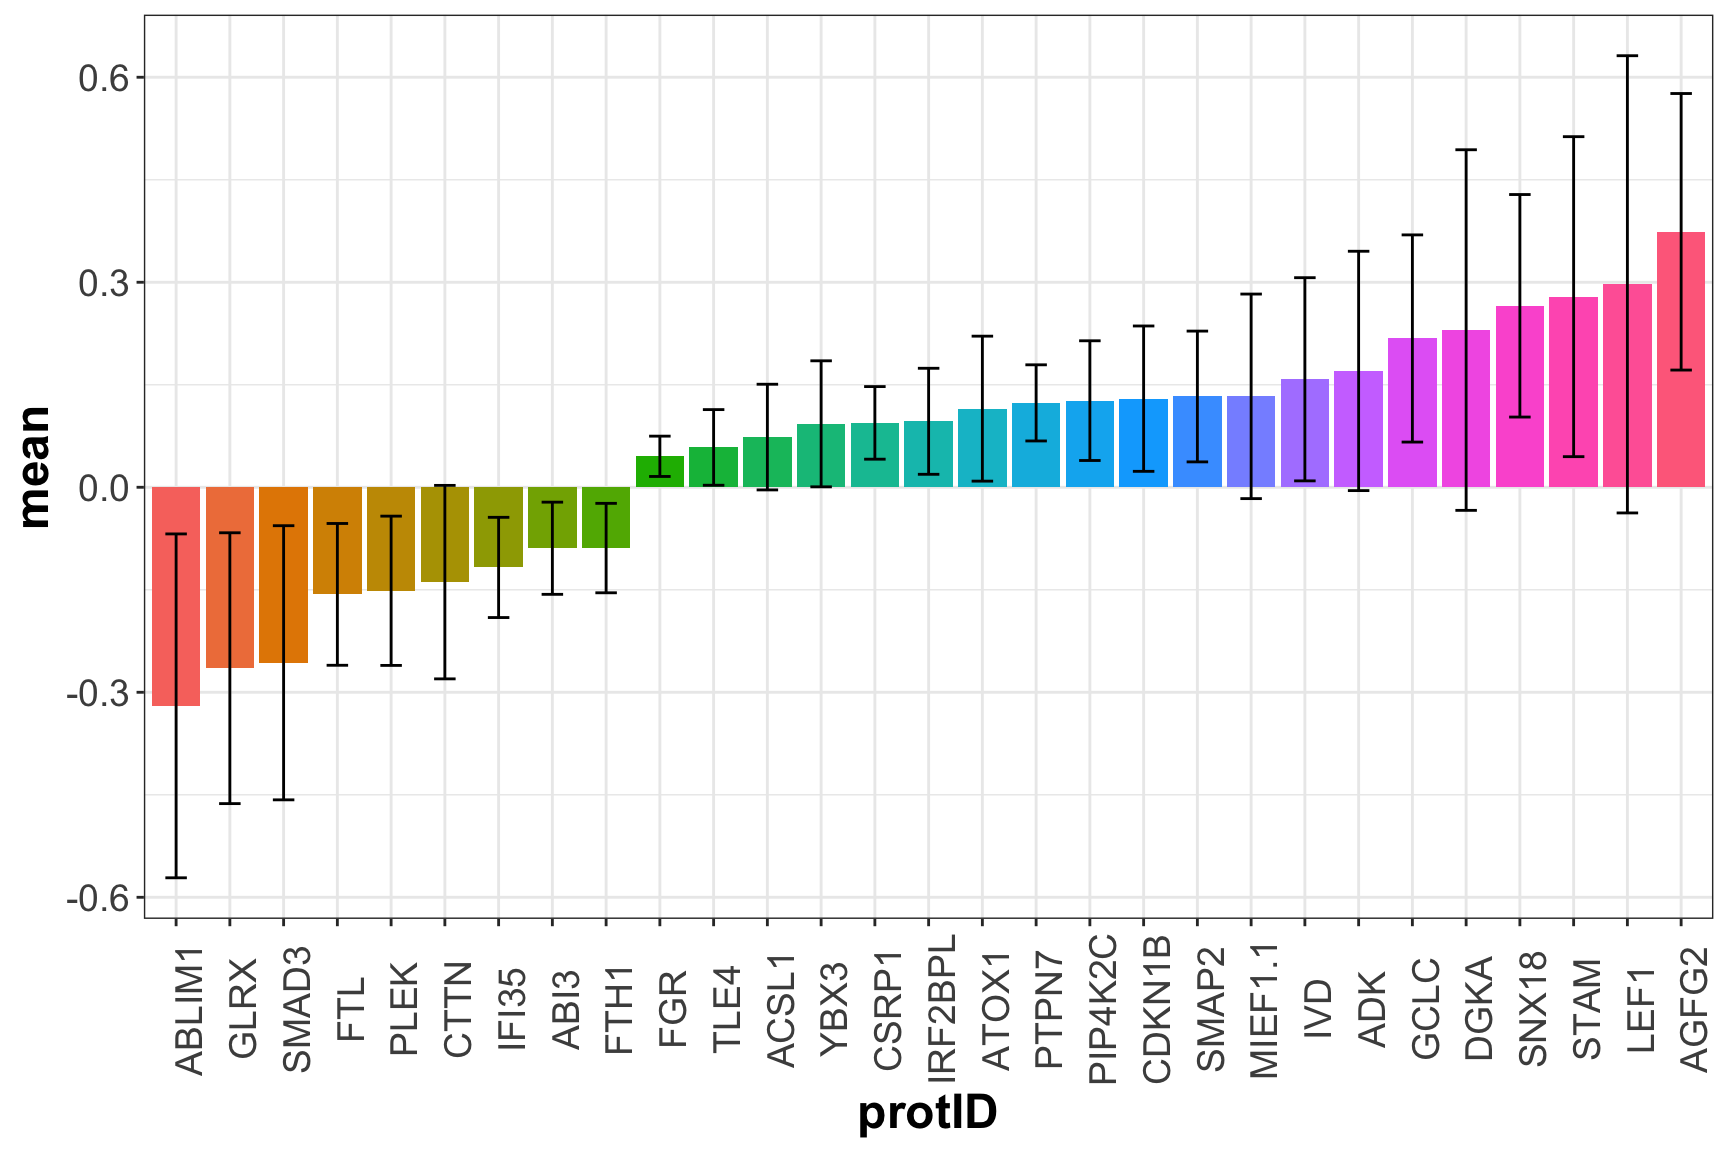 mean
0.6
0.3
0.0
-0.3
-0.6
ABLIM1
GLRX
SMAD3
FTL
PLEK
CTTN
IFI35
ABI3
FTH1
FGR
TLE4
ACSL1
YBX3
CSRP1
IRF2BPL
ATOX1
PTPN7
PIP4K2C
CDKN1B
SMAP2
MIEF1.1
IVD
ADK
GCLC
DGKA
SNX18
STAM
LEF1
AGFG2
protID